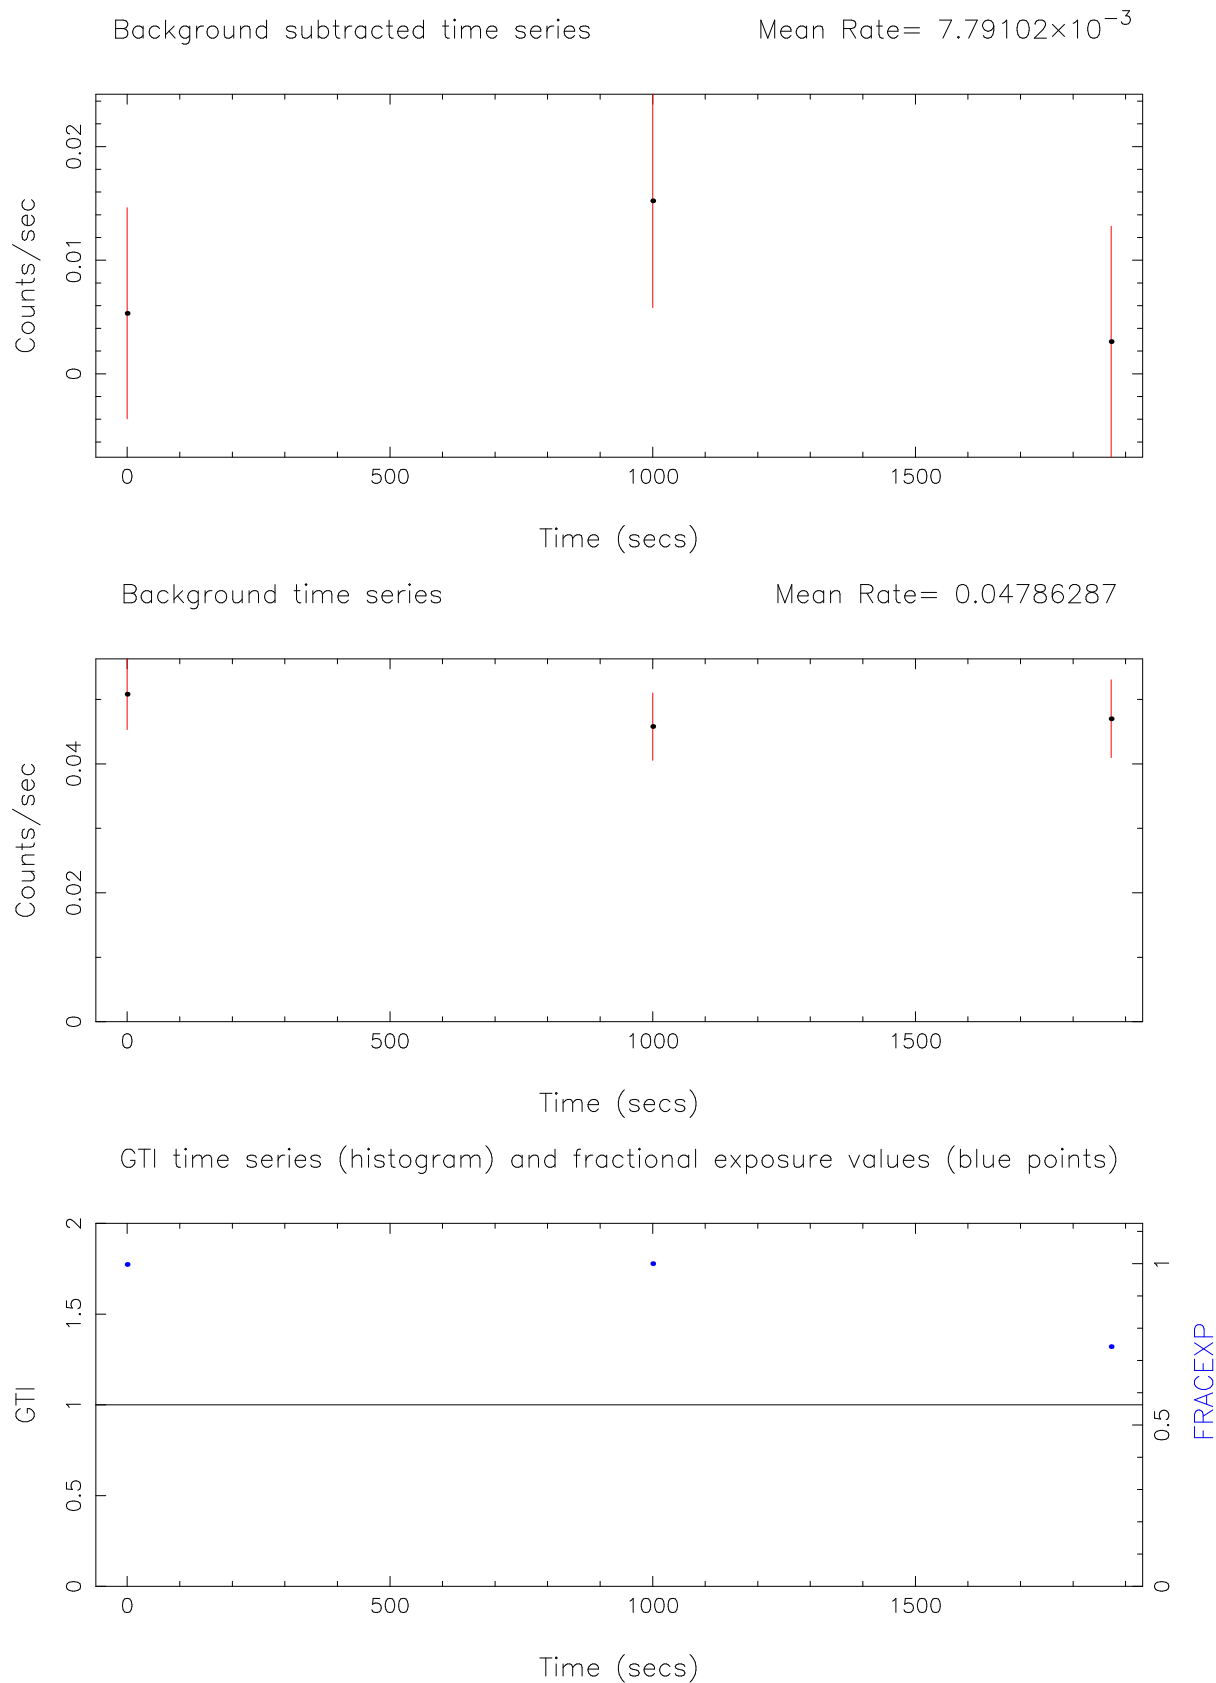 Background subtracted time series Mean Rate= 7.79102×10⁻³
0.02
0.01
0
Counts/sec
0 500 1000 1500
Time (secs)
Background time series Mean Rate= 0.04786287
0.04
0.02
0
Counts/sec
0 500 1000 1500
Time (secs)
GTI time series (histogram) and fractional exposure values (blue points)
2
1.5
1
0.5
0
GTI
1
0.5
0
FRACEXP
0 500 1000 1500
Time (secs)